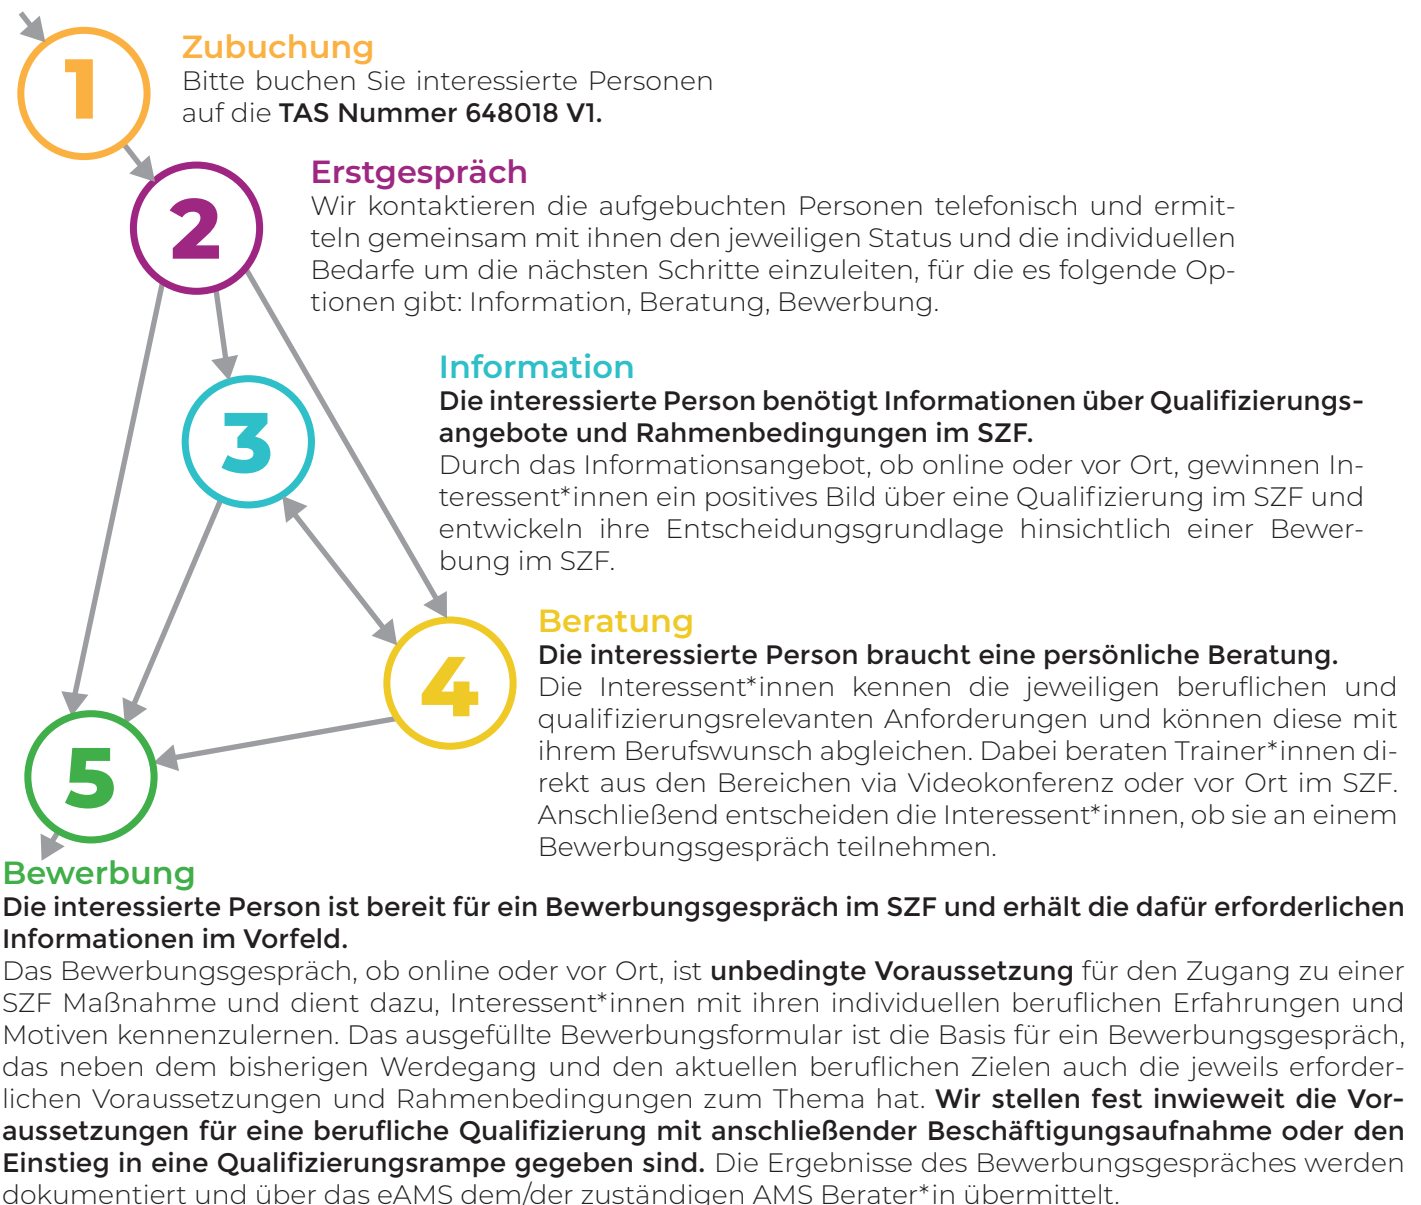 1
Zubuchung
Bitte buchen Sie interessierte Personen
auf die TAS Nummer 648018 V1.
2
Erstgespräch
Wir kontaktieren die aufgebuchten Personen telefonisch und ermit-
teln gemeinsam mit ihnen den jeweiligen Status und die individuellen
Bedarfe um die nächsten Schritte einzuleiten, für die es folgende Op-
tionen gibt: Information, Beratung, Bewerbung.
3
Information
Die interessierte Person benötigt Informationen über Qualifizierungs-
angebote und Rahmenbedingungen im SZF.
Durch das Informationsangebot, ob online oder vor Ort, gewinnen In-
teressent*innen ein positives Bild über eine Qualifizierung im SZF und
entwickeln ihre Entscheidungsgrundlage hinsichtlich einer Bewer-
bung im SZF.
4
Beratung
Die interessierte Person braucht eine persönliche Beratung.
Die Interessent*innen kennen die jeweiligen beruflichen und
qualifizierungsrelevanten Anforderungen und können diese mit
ihrem Berufswunsch abgleichen. Dabei beraten Trainer*innen di-
rekt aus den Bereichen via Videokonferenz oder vor Ort im SZF.
Anschließend entscheiden die Interessent*innen, ob sie an einem
Bewerbungsgespräch teilnehmen.
5
Bewerbung
Die interessierte Person ist bereit für ein Bewerbungsgespräch im SZF und erhält die dafür erforderlichen
Informationen im Vorfeld.
Das Bewerbungsgespräch, ob online oder vor Ort, ist unbedingte Voraussetzung für den Zugang zu einer
SZF Maßnahme und dient dazu, Interessent*innen mit ihren individuellen beruflichen Erfahrungen und
Motiven kennenzulernen. Das ausgefüllte Bewerbungsformular ist die Basis für ein Bewerbungsgespräch,
das neben dem bisherigen Werdegang und den aktuellen beruflichen Zielen auch die jeweils erforder-
lichen Voraussetzungen und Rahmenbedingungen zum Thema hat. Wir stellen fest inwieweit die Vor-
aussetzungen für eine berufliche Qualifizierung mit anschließender Beschäftigungsaufnahme oder den
Einstieg in eine Qualifizierungsrampe gegeben sind. Die Ergebnisse des Bewerbungsgespräches werden
dokumentiert und über das eAMS dem/der zuständigen AMS Berater*in übermittelt.